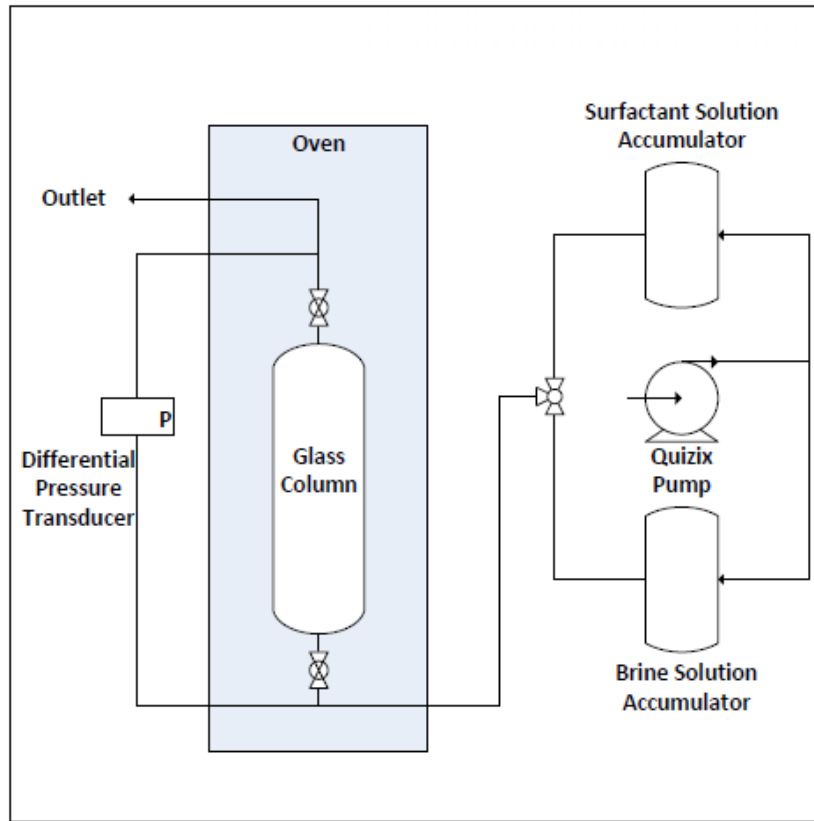 Surfactant Solution
Accumulator
Oven
Outlet
P
Differential
Pressure
Transducer
Glass
Column
Quizix
Pump
Brine Solution
Accumulator